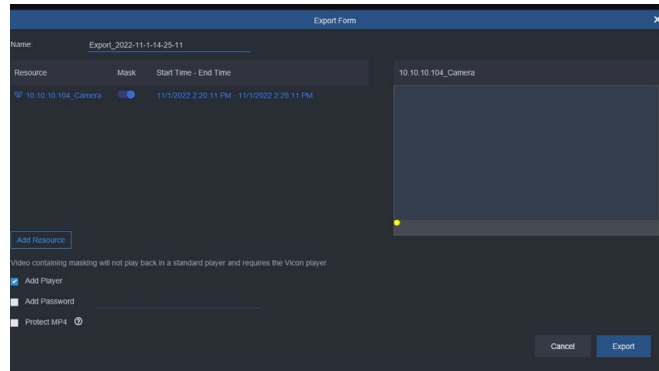 Export Form
Name: Export_2022-11-1-14-25-11
Resource Mask Start Time - End Time
10.10.10.104_Camera
10.10.10.104_Camera 11/1/2022 2:20:11 PM - 11/1/2022 2:25:11 PM
Add Resource
Video containing masking will not play back in a standard player and requires the Vicon player.
Add Player
Add Password
Protect MP4
Cancel Export